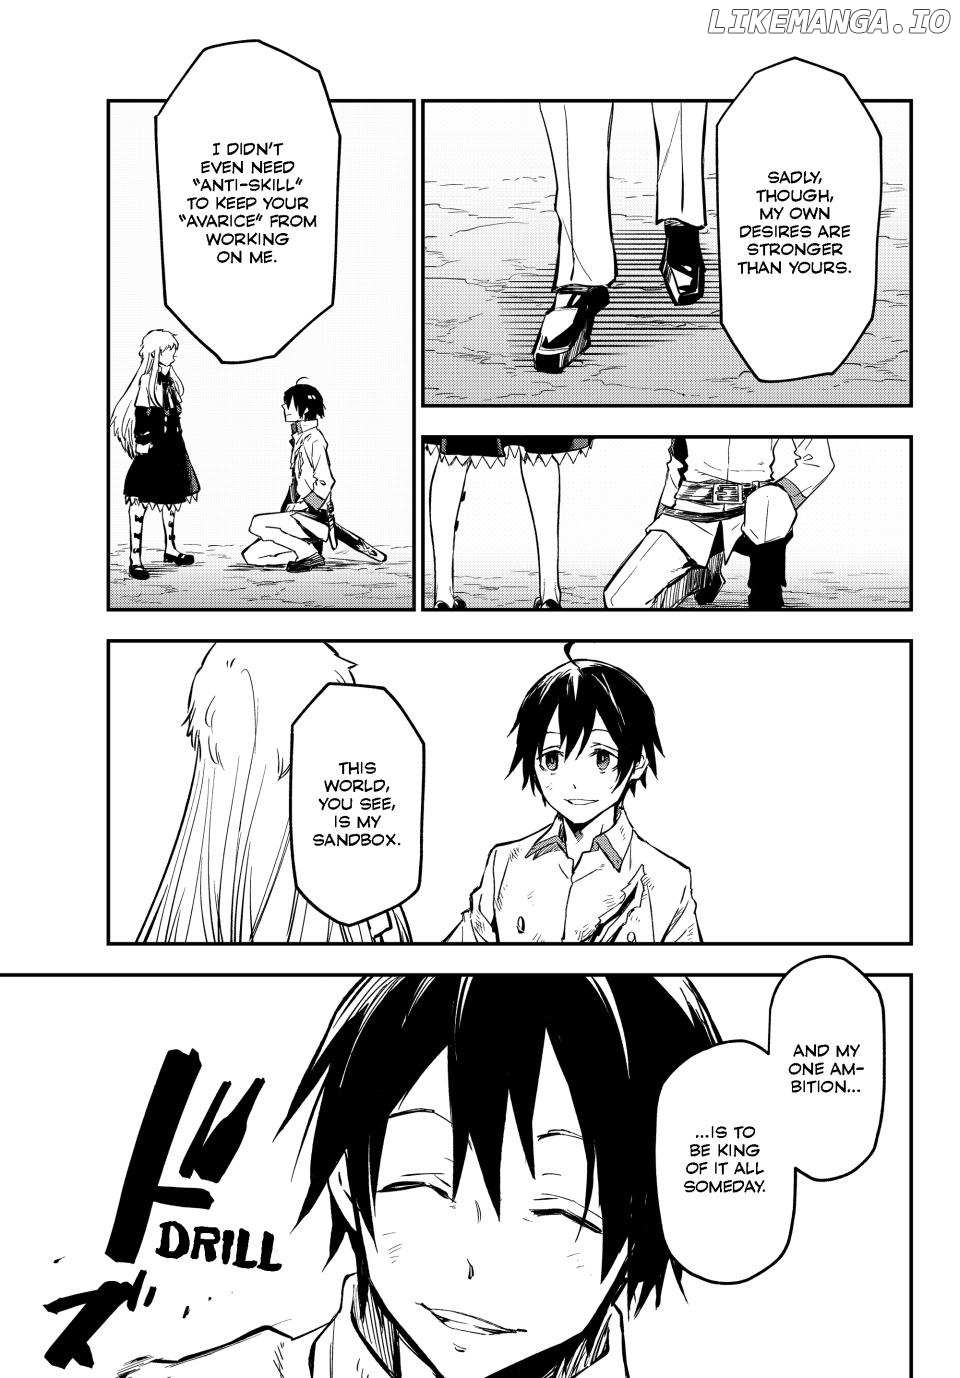 LIKEMANGA.IO
SADLY,
THOUGH,
MY OWN
DESIRES ARE
STRONGER
THAN YOURS.
I DIDN'T
EVEN NEED
"ANTI-SKILL"
TO KEEP YOUR
"AVARICE" FROM
WORKING
ON ME.
THIS
WORLD,
YOU SEE,
IS MY
SANDBOX.
AND MY
ONE AM-
BITION...
...IS TO
BE KING
OF IT ALL
SOMEDAY.
ドズ
DRILL